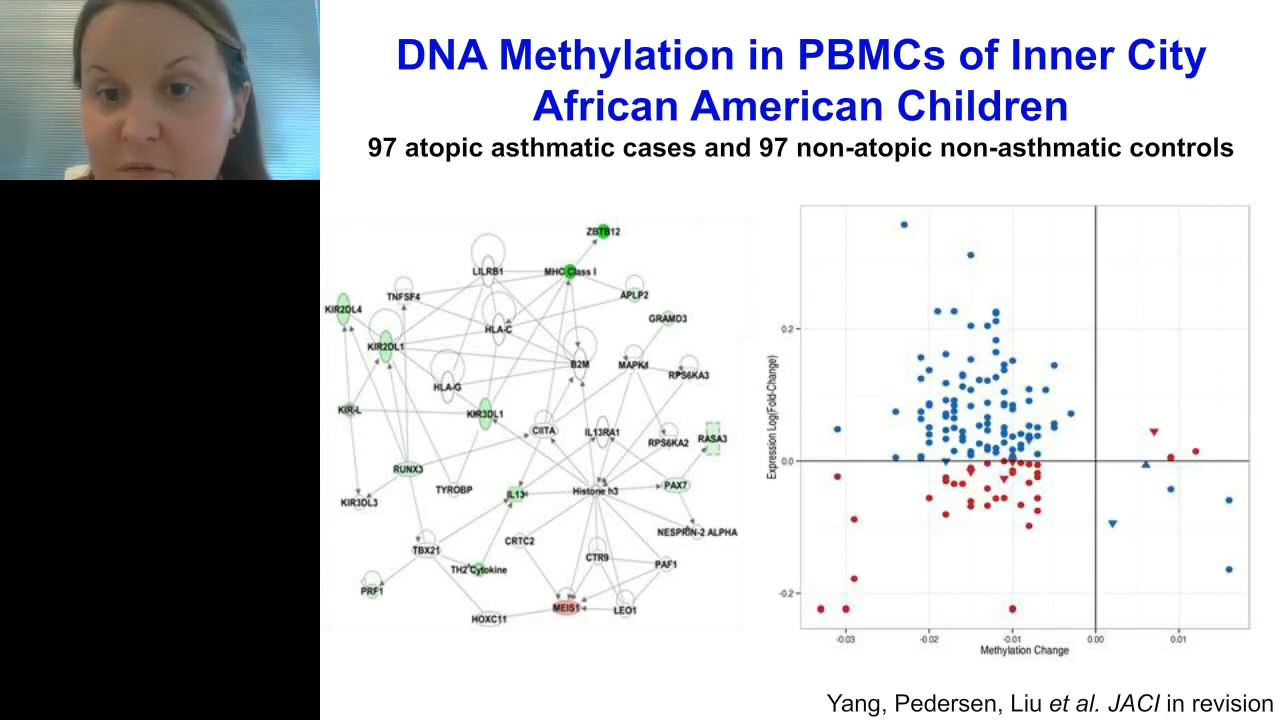 DNA Methylation in PBMCs of Inner City
African American Children
97 atopic asthmatic cases and 97 non-atopic non-asthmatic controls
ZBTB12
LILRB1
MHC Class I
TNFSF4
APLP2
KIR2DL4
GRAMD3
HLA-C
KIR2DL1
B2M
MAPK1
RPS6KA3
HLA-G
KIR-L
KIR3DL1
CIITA
IL13RA1
RPS6KA2
RASA3
RUNX3
TYROBP
IL13
Histone h3
PAX7
KIR3DL3
NESPRIN-2 ALPHA
TBX21
CRTC2
CTR9
PAF1
TH2 Cytokine
PRF1
MEIS1
LEO1
HOXC11
Expression Log(Fold-Change)
0.2
0.0
-0.2
-0.03
-0.02
-0.01
0.00
0.01
Methylation Change
Yang, Pedersen, Liu et al. JACI in revision